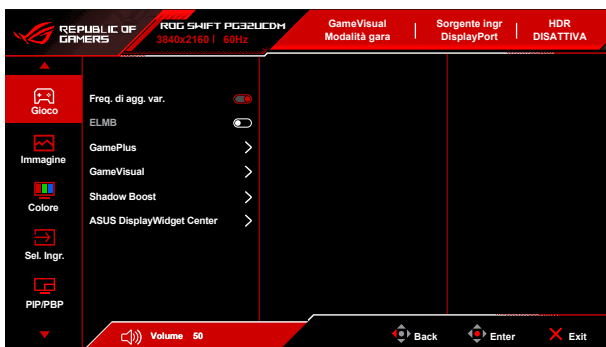 REPUBLIC OF
GAMERS
ROG SWIFT PG32UCDM
3840x2160 | 60Hz
GameVisual
Modalità gara
Sorgente ingr
DisplayPort
HDR
DISATTIVA
Gioco
Immagine
Colore
Sel. Ingr.
PIP/PBP
Freq. di agg. var.
ELMB
GamePlus
GameVisual
Shadow Boost
ASUS DisplayWidget Center
Volume 50
Back
Enter
Exit